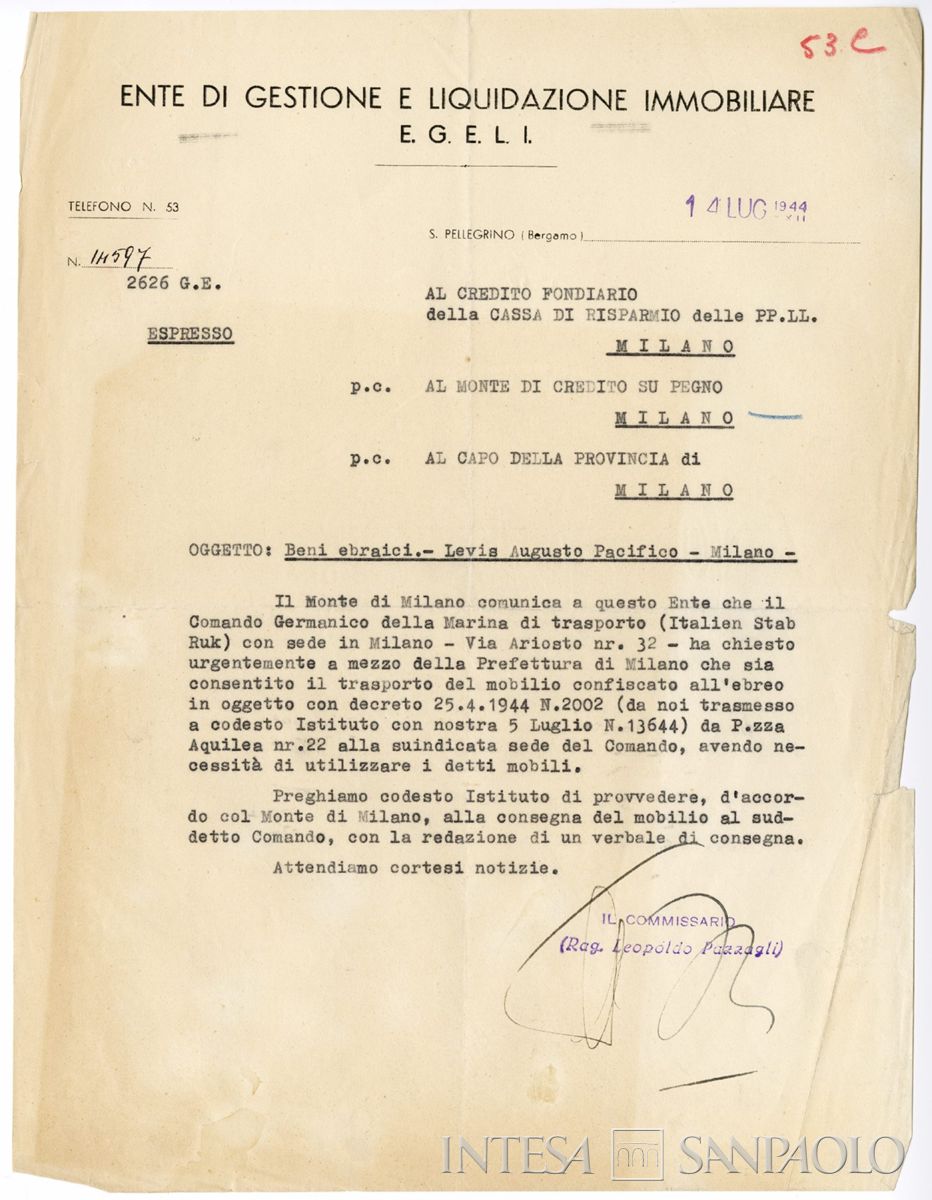 53 C
ENTE DI GESTIONE E LIQUIDAZIONE IMMOBILIARE
E. G. E. L. I.
TELEFONO N. 53
14 LUG 1944 XII
S. PELLEGRINO (Bergamo)
N. 14597
2626 G.E.
ESPRESSO
AL CREDITO FONDIARIO
della CASSA DI RISPARMIO delle PP.LL.
M I L A N O
p.c. AL MONTE DI CREDITO SU PEGNO
M I L A N O
p.c. AL CAPO DELLA PROVINCIA di
M I L A N O
OGGETTO: Beni ebraici.- Levis Augusto Pacifico - Milano -
Il Monte di Milano comunica a questo Ente che il
Comando Germanico della Marina di trasporto (Italien Stab
Ruk) con sede in Milano - Via Ariosto nr. 32 - ha chiesto
urgentemente a mezzo della Prefettura di Milano che sia
consentito il trasporto del mobilio confiscato all'ebreo
in oggetto con decreto 25.4.1944 N.2002 (da noi trasmesso
a codesto Istituto con nostra 5 Luglio N.13644) da P.zza
Aquilea nr.22 alla suindicata sede del Comando, avendo ne-
cessità di utilizzare i detti mobili.
Preghiamo codesto Istituto di provvedere, d'accor-
do col Monte di Milano, alla consegna del mobilio al sud-
detto Comando, con la redazione di un verbale di consegna.
Attendiamo cortesi notizie.
IL COMMISSARIO
(Rag. Leopoldo Pazzagli)
INTESA SANPAOLO